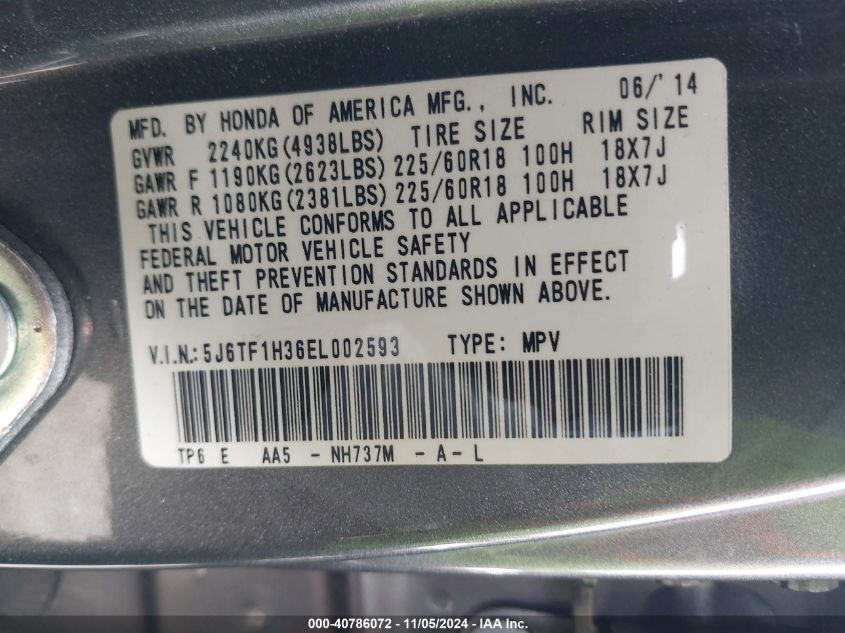 MFD. BY HONDA OF AMERICA MFG., INC. 06/'14
GVWR 2240KG(4938LBS) TIRE SIZE RIM SIZE
GAWR F 1190KG(2623LBS) 225/60R18 100H 18X7J
GAWR R 1080KG(2381LBS) 225/60R18 100H 18X7J
THIS VEHICLE CONFORMS TO ALL APPLICABLE
FEDERAL MOTOR VEHICLE SAFETY
AND THEFT PREVENTION STANDARDS IN EFFECT
ON THE DATE OF MANUFACTURE SHOWN ABOVE.
V.I.N.:5J6TF1H36EL002593 TYPE: MPV
TP6 E AA5 - NH737M - A - L
000-40786072 — 11/05/2024 — IAA Inc.